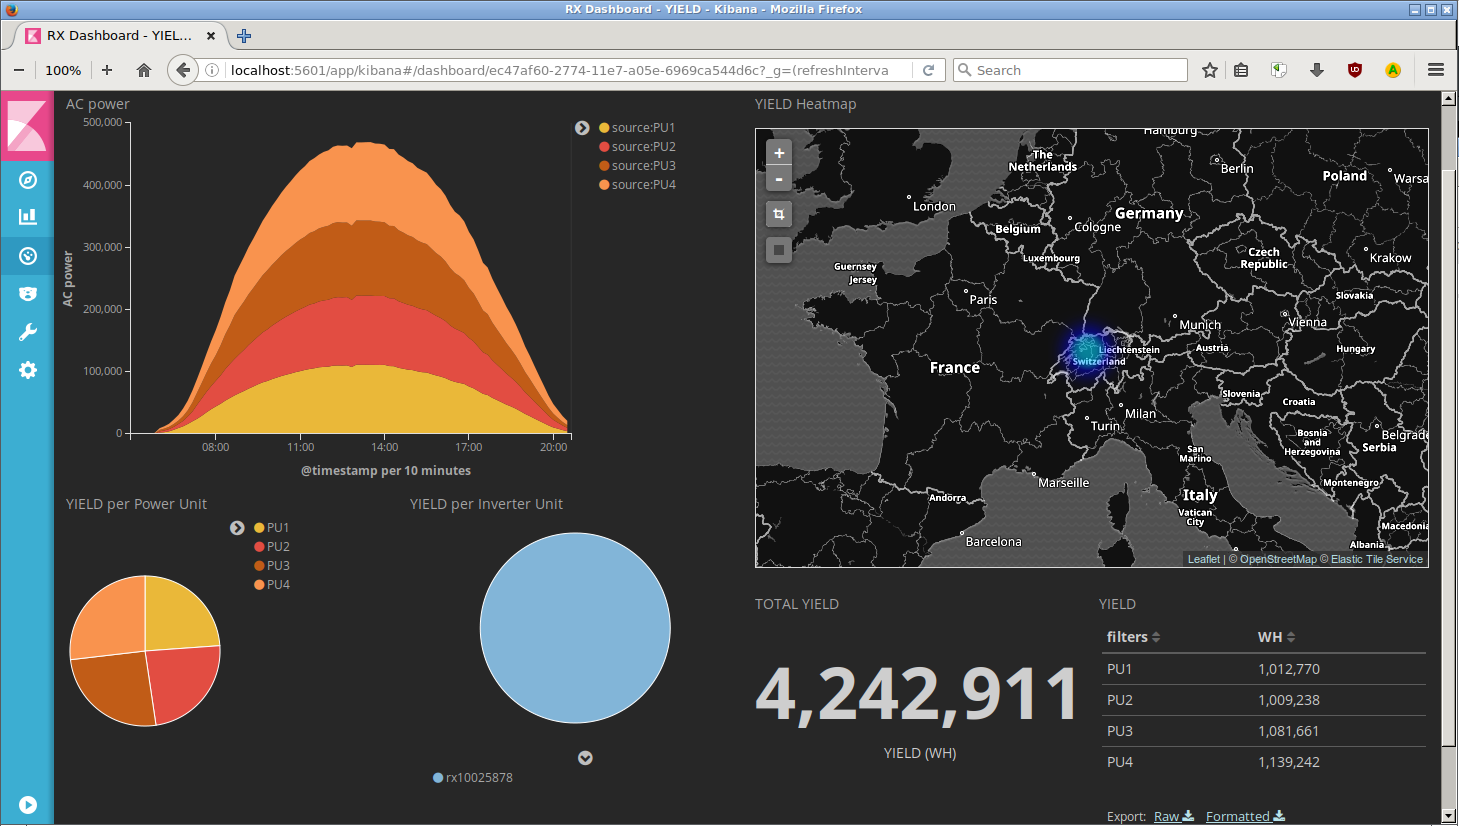 RX Dashboard - YIELD - Kibana - Mozilla Firefox
RX Dashboard - YIEL...
100%
localhost:5601/app/kibana#/dashboard/ec47af60-2774-11e7-a05e-6969ca544d6c?_g=(refreshInterva
Search
AC power
500,000
400,000
300,000
200,000
100,000
0
AC power
08:00
11:00
14:00
17:00
20:00
@timestamp per 10 minutes
source:PU1
source:PU2
source:PU3
source:PU4
YIELD Heatmap
+
-
Hamburg
The
Netherlands
Berlin
Poland
Warsa
London
Germany
Belgium
Cologne
Czech
Republic
Luxembourg
Krakow
Guernsey
Jersey
Slovakia
Paris
Munich
Vienna
Liechtenstein
Austria
Hungary
Switzerland
France
Slovenia
Croatia
Milan
Turin
Bosnia
and
Herzegovina
Belgrade
Serbia
San
Marino
Marseille
Montenegro
Andorra
Italy
Vatican
City
Macedonia
Barcelona
Albania
Leaflet | © OpenStreetMap © Elastic Tile Service
YIELD per Power Unit
PU1
PU2
PU3
PU4
YIELD per Inverter Unit
rx10025878
TOTAL YIELD
4,242,911
YIELD (WH)
YIELD
filters WH
PU1 1,012,770
PU2 1,009,238
PU3 1,081,661
PU4 1,139,242
Export: Raw Formatted